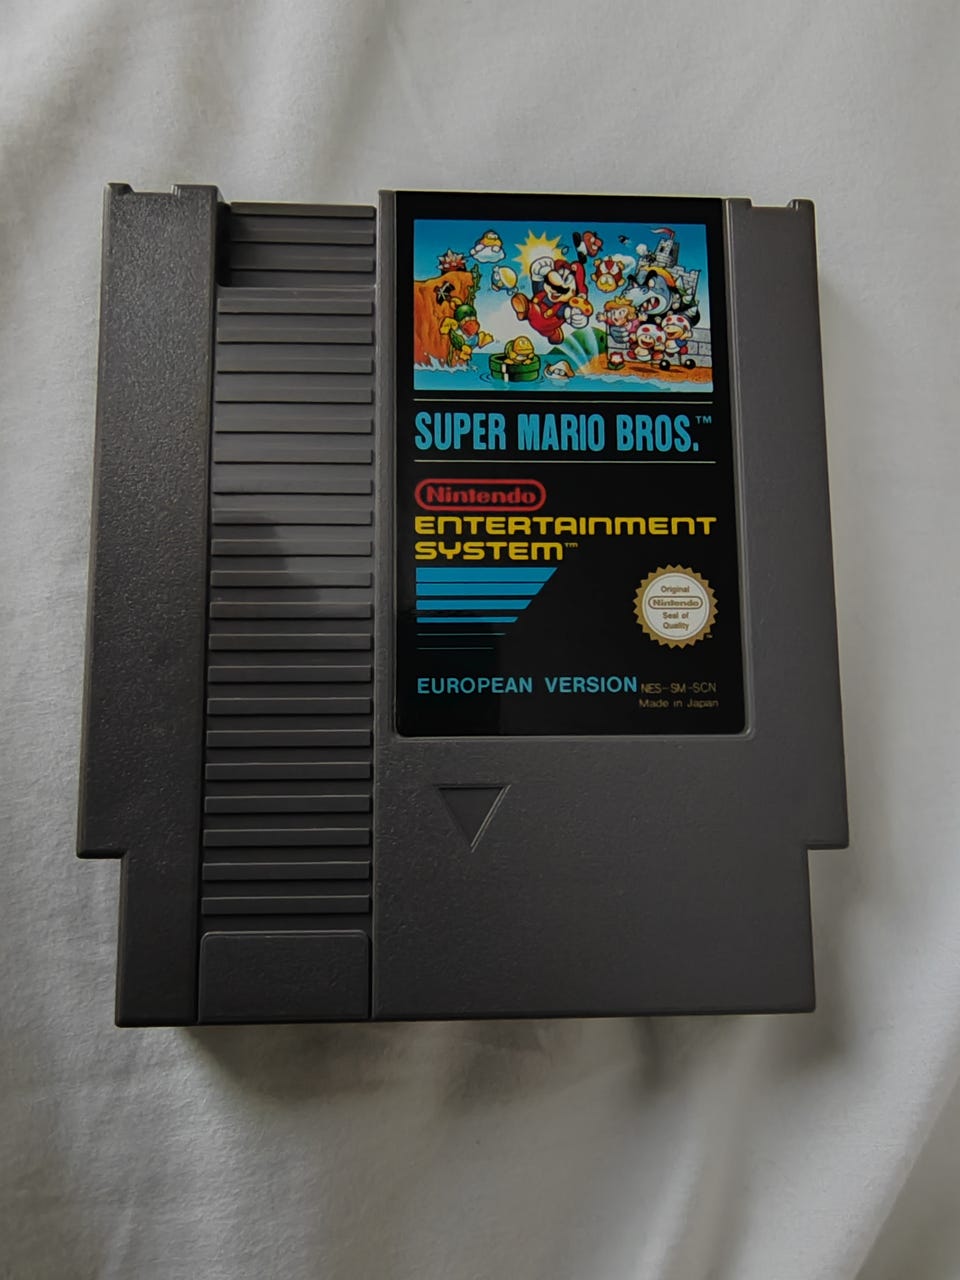 SUPER MARIO BROS.™
Nintendo
ENTERTAINMENT
SYSTEM™
Original
Nintendo
Seal of
Quality
™
EUROPEAN VERSION NES-SM-SCN
Made in Japan